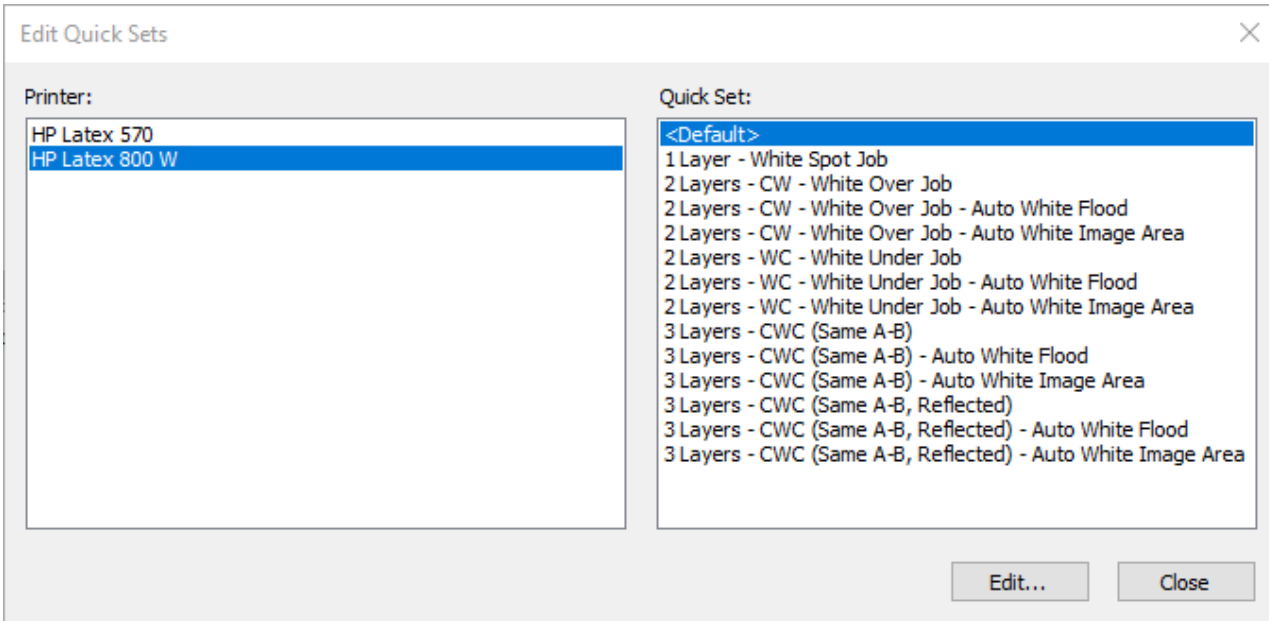 Edit Quick Sets
Printer:
HP Latex 570
HP Latex 800 W
Quick Set:
<Default>
1 Layer - White Spot Job
2 Layers - CW - White Over Job
2 Layers - CW - White Over Job - Auto White Flood
2 Layers - CW - White Over Job - Auto White Image Area
2 Layers - WC - White Under Job
2 Layers - WC - White Under Job - Auto White Flood
2 Layers - WC - White Under Job - Auto White Image Area
3 Layers - CWC (Same A-B)
3 Layers - CWC (Same A-B) - Auto White Flood
3 Layers - CWC (Same A-B) - Auto White Image Area
3 Layers - CWC (Same A-B, Reflected)
3 Layers - CWC (Same A-B, Reflected) - Auto White Flood
3 Layers - CWC (Same A-B, Reflected) - Auto White Image Area
Edit...
Close